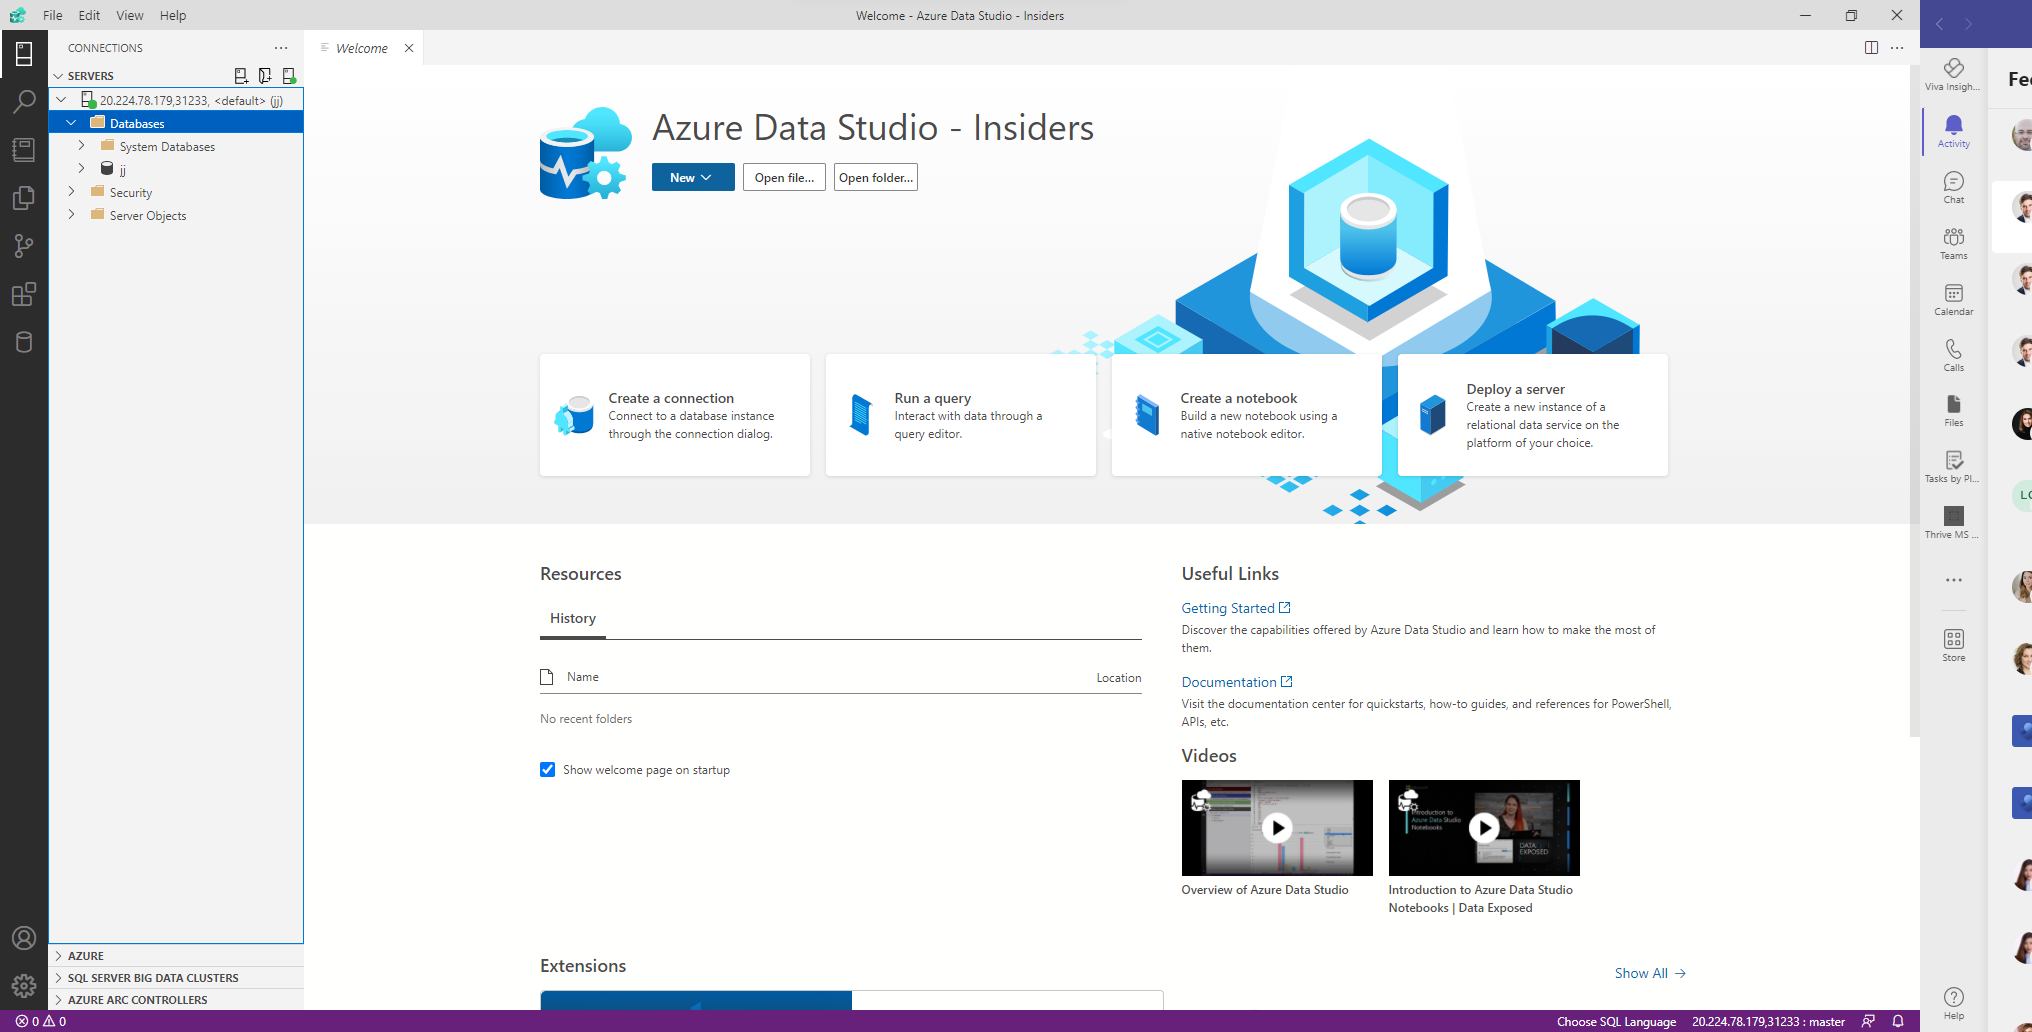 File Edit View Help
Welcome - Azure Data Studio - Insiders
CONNECTIONS
SERVERS
20.224.78.179,31233, <default> (jj)
Databases
System Databases
jj
Security
Server Objects
AZURE
SQL SERVER BIG DATA CLUSTERS
AZURE ARC CONTROLLERS
Welcome
Azure Data Studio - Insiders
New
Open file...
Open folder...
Create a connection
Connect to a database instance
through the connection dialog.
Run a query
Interact with data through a
query editor.
Create a notebook
Build a new notebook using a
native notebook editor.
Deploy a server
Create a new instance of a
relational data service on the
platform of your choice.
Resources
History
Name Location
No recent folders
Show welcome page on startup
Useful Links
Getting Started
Discover the capabilities offered by Azure Data Studio and learn how to make the most of
them.
Documentation
Visit the documentation center for quickstarts, how-to guides, and references for PowerShell,
APIs, etc.
Videos
Introduction to
Azure Data Studio
Notebooks
DATA
EXPOSED
Overview of Azure Data Studio
Introduction to Azure Data Studio
Notebooks | Data Exposed
Extensions
Show All
0 0
Choose SQL Language
20.224.78.179,31233 : master
Viva Insigh...
Activity
Chat
Teams
Calendar
Calls
Files
Tasks by Pl...
Thrive MS ...
Store
Help
Fee